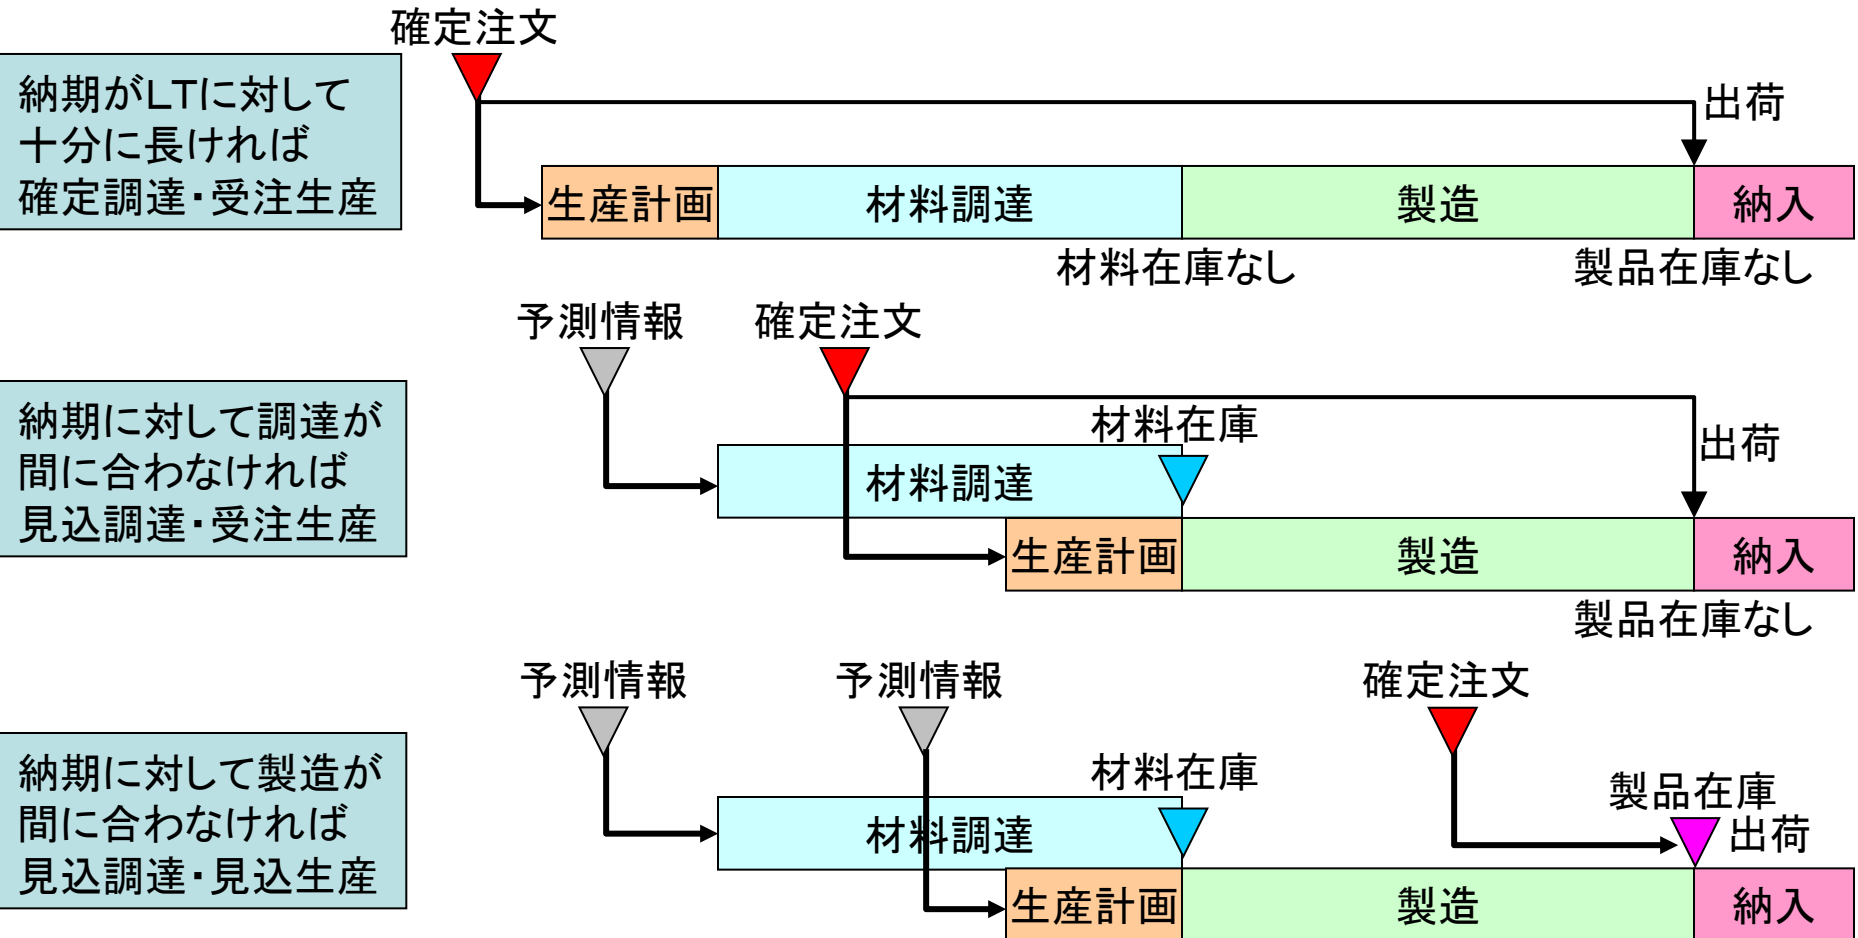 確定注文
納期がLTに対して
十分に長ければ
確定調達・受注生産
出荷
生産計画
材料調達
製造
納入
材料在庫なし
製品在庫なし
予測情報
確定注文
納期に対して調達が
間に合わなければ
見込調達・受注生産
材料在庫
出荷
材料調達
生産計画
製造
納入
製品在庫なし
予測情報
予測情報
確定注文
納期に対して製造が
間に合わなければ
見込調達・見込生産
材料在庫
製品在庫
出荷
材料調達
生産計画
製造
納入